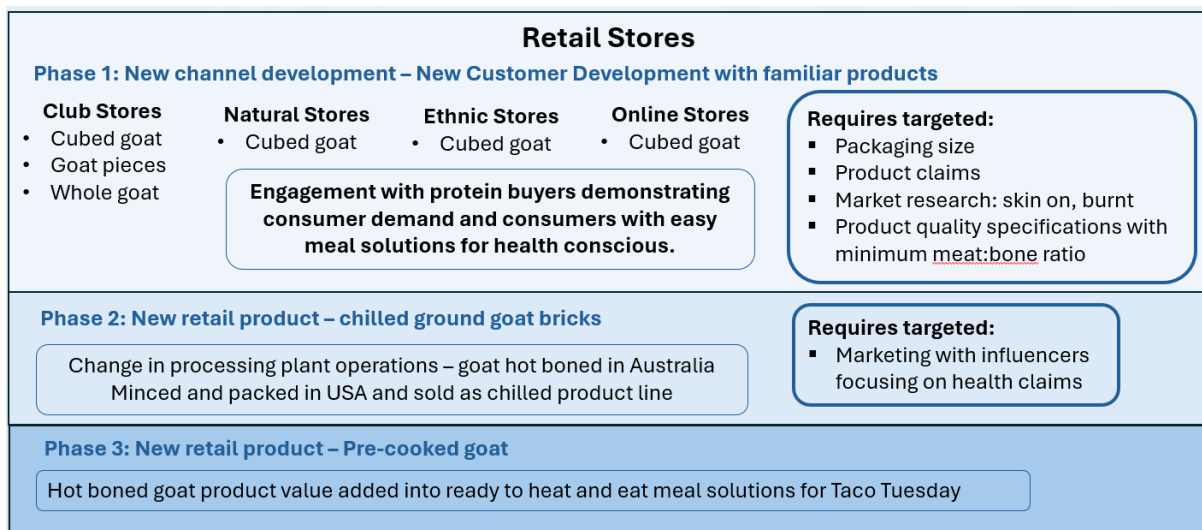 Retail Stores
Phase 1: New channel development – New Customer Development with familiar products
Club Stores
• Cubed goat
• Goat pieces
• Whole goat
Natural Stores
• Cubed goat
Ethnic Stores
• Cubed goat
Online Stores
• Cubed goat
Engagement with protein buyers demonstrating
consumer demand and consumers with easy
meal solutions for health conscious.
Requires targeted:
▪ Packaging size
▪ Product claims
▪ Market research: skin on, burnt
▪ Product quality specifications with
minimum meat:bone ratio
Phase 2: New retail product – chilled ground goat bricks
Change in processing plant operations – goat hot boned in Australia
Minced and packed in USA and sold as chilled product line
Requires targeted:
▪ Marketing with influencers
focusing on health claims
Phase 3: New retail product – Pre-cooked goat
Hot boned goat product value added into ready to heat and eat meal solutions for Taco Tuesday